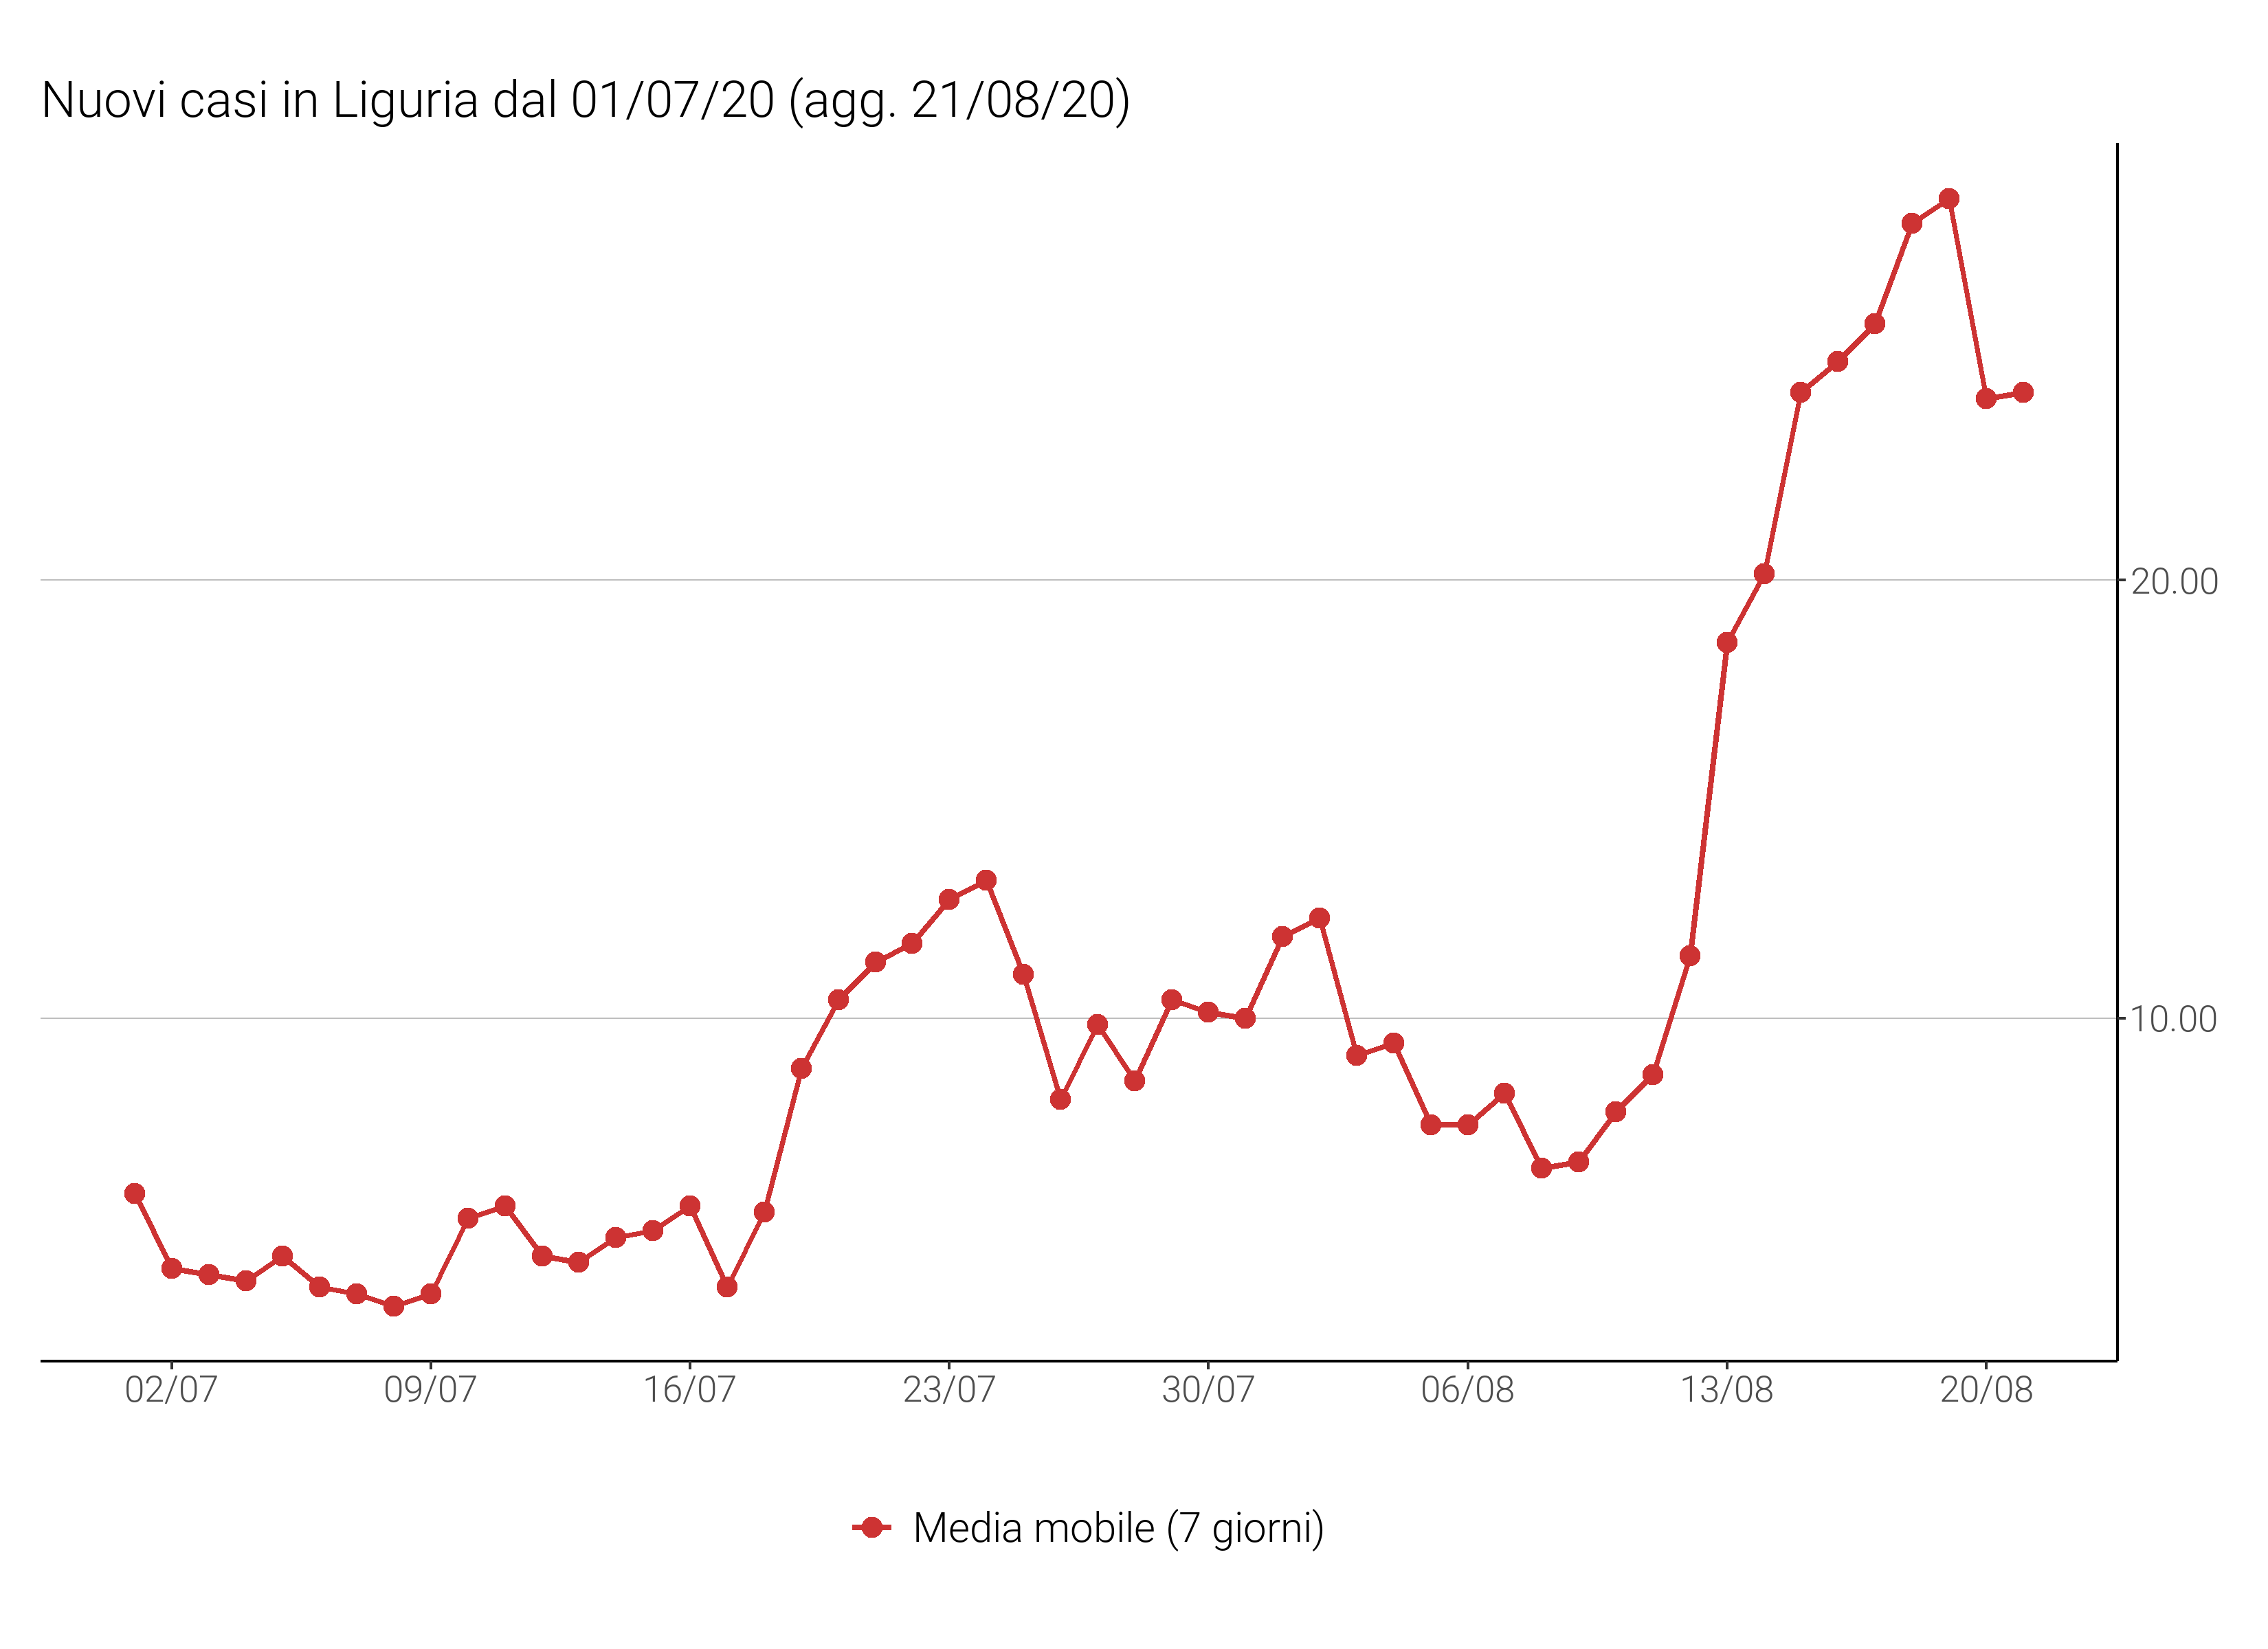 Nuovi casi in Liguria dal 01/07/20 (agg. 21/08/20)
20.00
10.00
02/07 09/07 16/07 23/07 30/07 06/08 13/08 20/08
Media mobile (7 giorni)